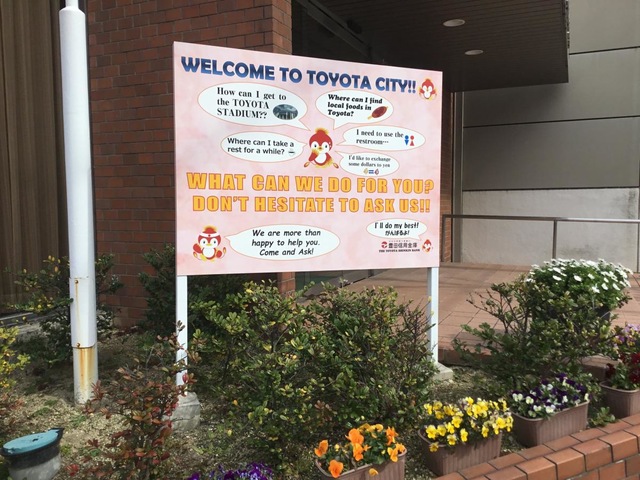 WELCOME TO TOYOTA CITY!!
How can I get to
the TOYOTA
STADIUM??
Where can I find
local foods in
Toyota?
Where can I take a
rest for a while?
I need to use the
restroom…
I'd like to exchange
some dollars to yen
WHAT CAN WE DO FOR YOU?
DON'T HESITATE TO ASK US!!
We are more than
happy to help you.
Come and Ask!
I'll do my best!
がんばるよ!
豊田信用金庫
THE TOYOTA SHINKIN BANK